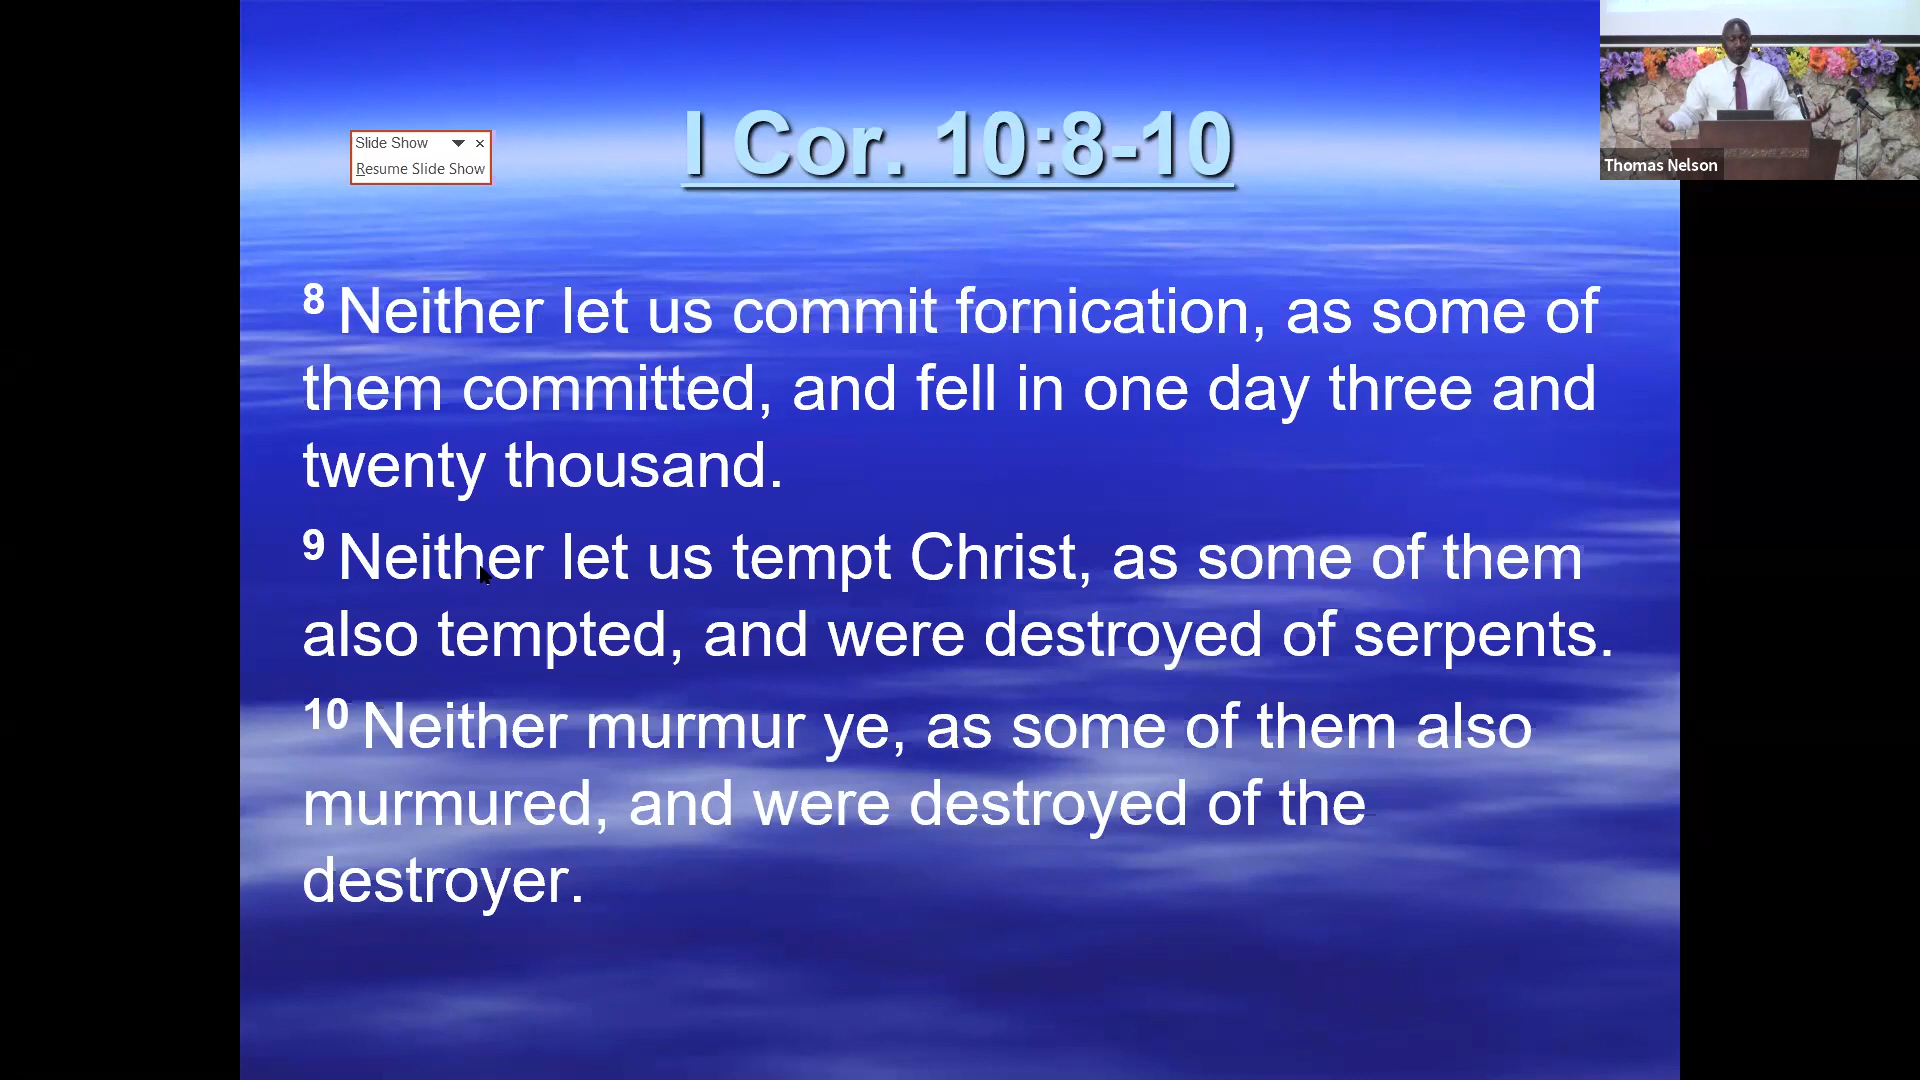 I Cor. 10:8-10
Slide Show
Resume Slide Show
Thomas Nelson
8 Neither let us commit fornication, as some of
them committed, and fell in one day three and
twenty thousand.
9 Neither let us tempt Christ, as some of them
also tempted, and were destroyed of serpents.
10 Neither murmur ye, as some of them also
murmured, and were destroyed of the
destroyer.